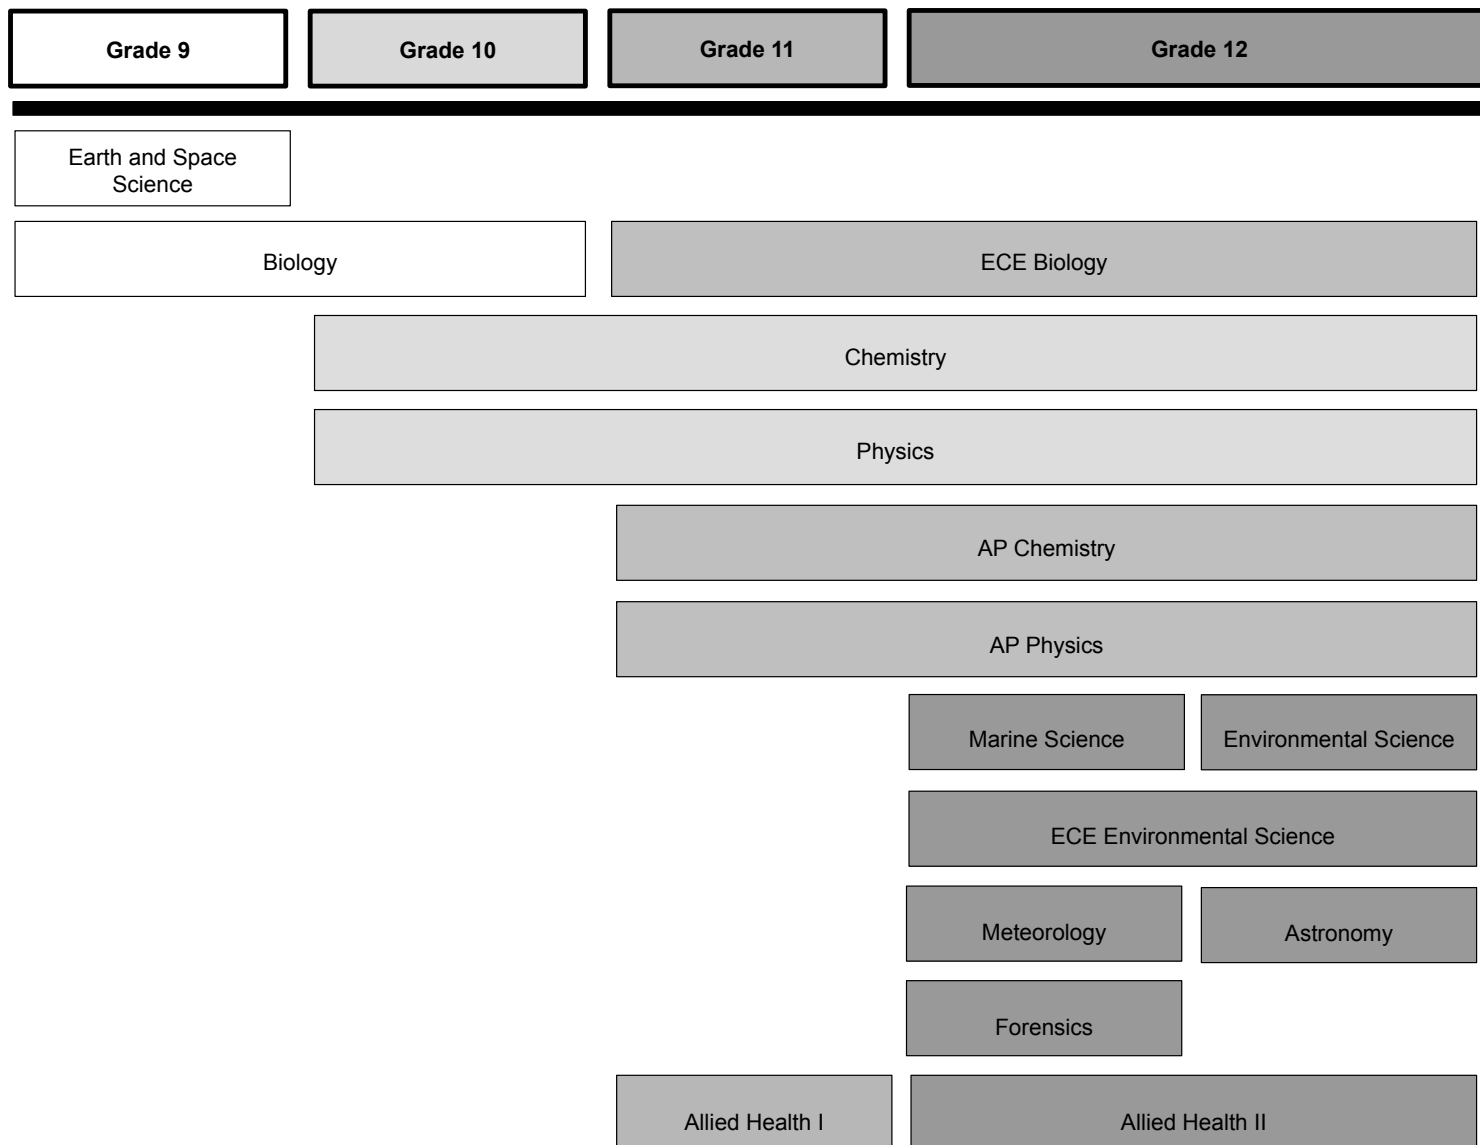 Grade 9
Grade 10
Grade 11
Grade 12
Earth and Space
Science
Biology
ECE Biology
Chemistry
Physics
AP Chemistry
AP Physics
Marine Science
Environmental Science
ECE Environmental Science
Meteorology
Astronomy
Forensics
Allied Health I
Allied Health II